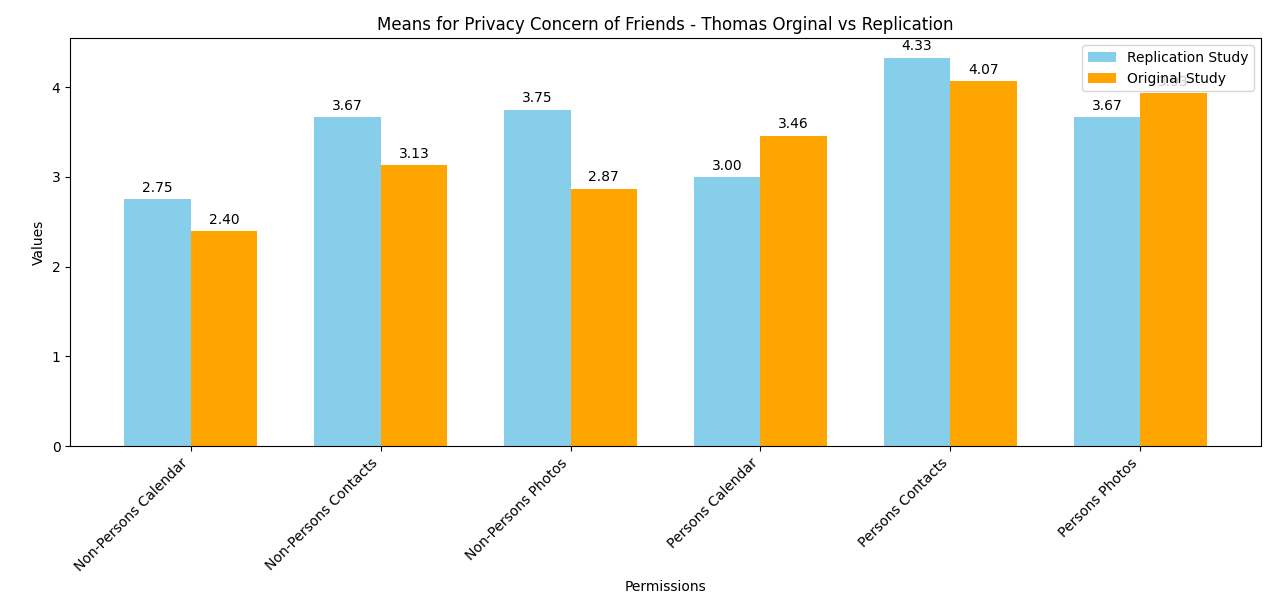 Means for Privacy Concern of Friends - Thomas Orginal vs Replication
Replication Study
Original Study
4.33
4.07
3.67
3.75
3.67
3.46
3.13
3.00
2.87
2.75
2.40
4
3
2
1
0
Values
Non-Persons Calendar
Non-Persons Contacts
Non-Persons Photos
Persons Calendar
Persons Contacts
Persons Photos
Permissions